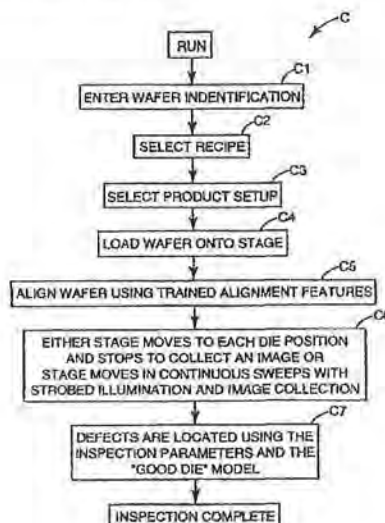 C
RUN
C1
ENTER WAFER INDENTIFICATION
C2
SELECT RECIPE
C3
SELECT PRODUCT SETUP
C4
LOAD WAFER ONTO STAGE
C5
ALIGN WAFER USING TRAINED ALIGNMENT FEATURES
C6
EITHER STAGE MOVES TO EACH DIE POSITION
AND STOPS TO COLLECT AN IMAGE OR
STAGE MOVES IN CONTINUOUS SWEEPS WITH
STROBED ILLUMINATION AND IMAGE COLLECTION
C7
DEFECTS ARE LOCATED USING THE
INSPECTION PARAMETERS AND THE
"GOOD DIE" MODEL
INSPECTION COMPLETE